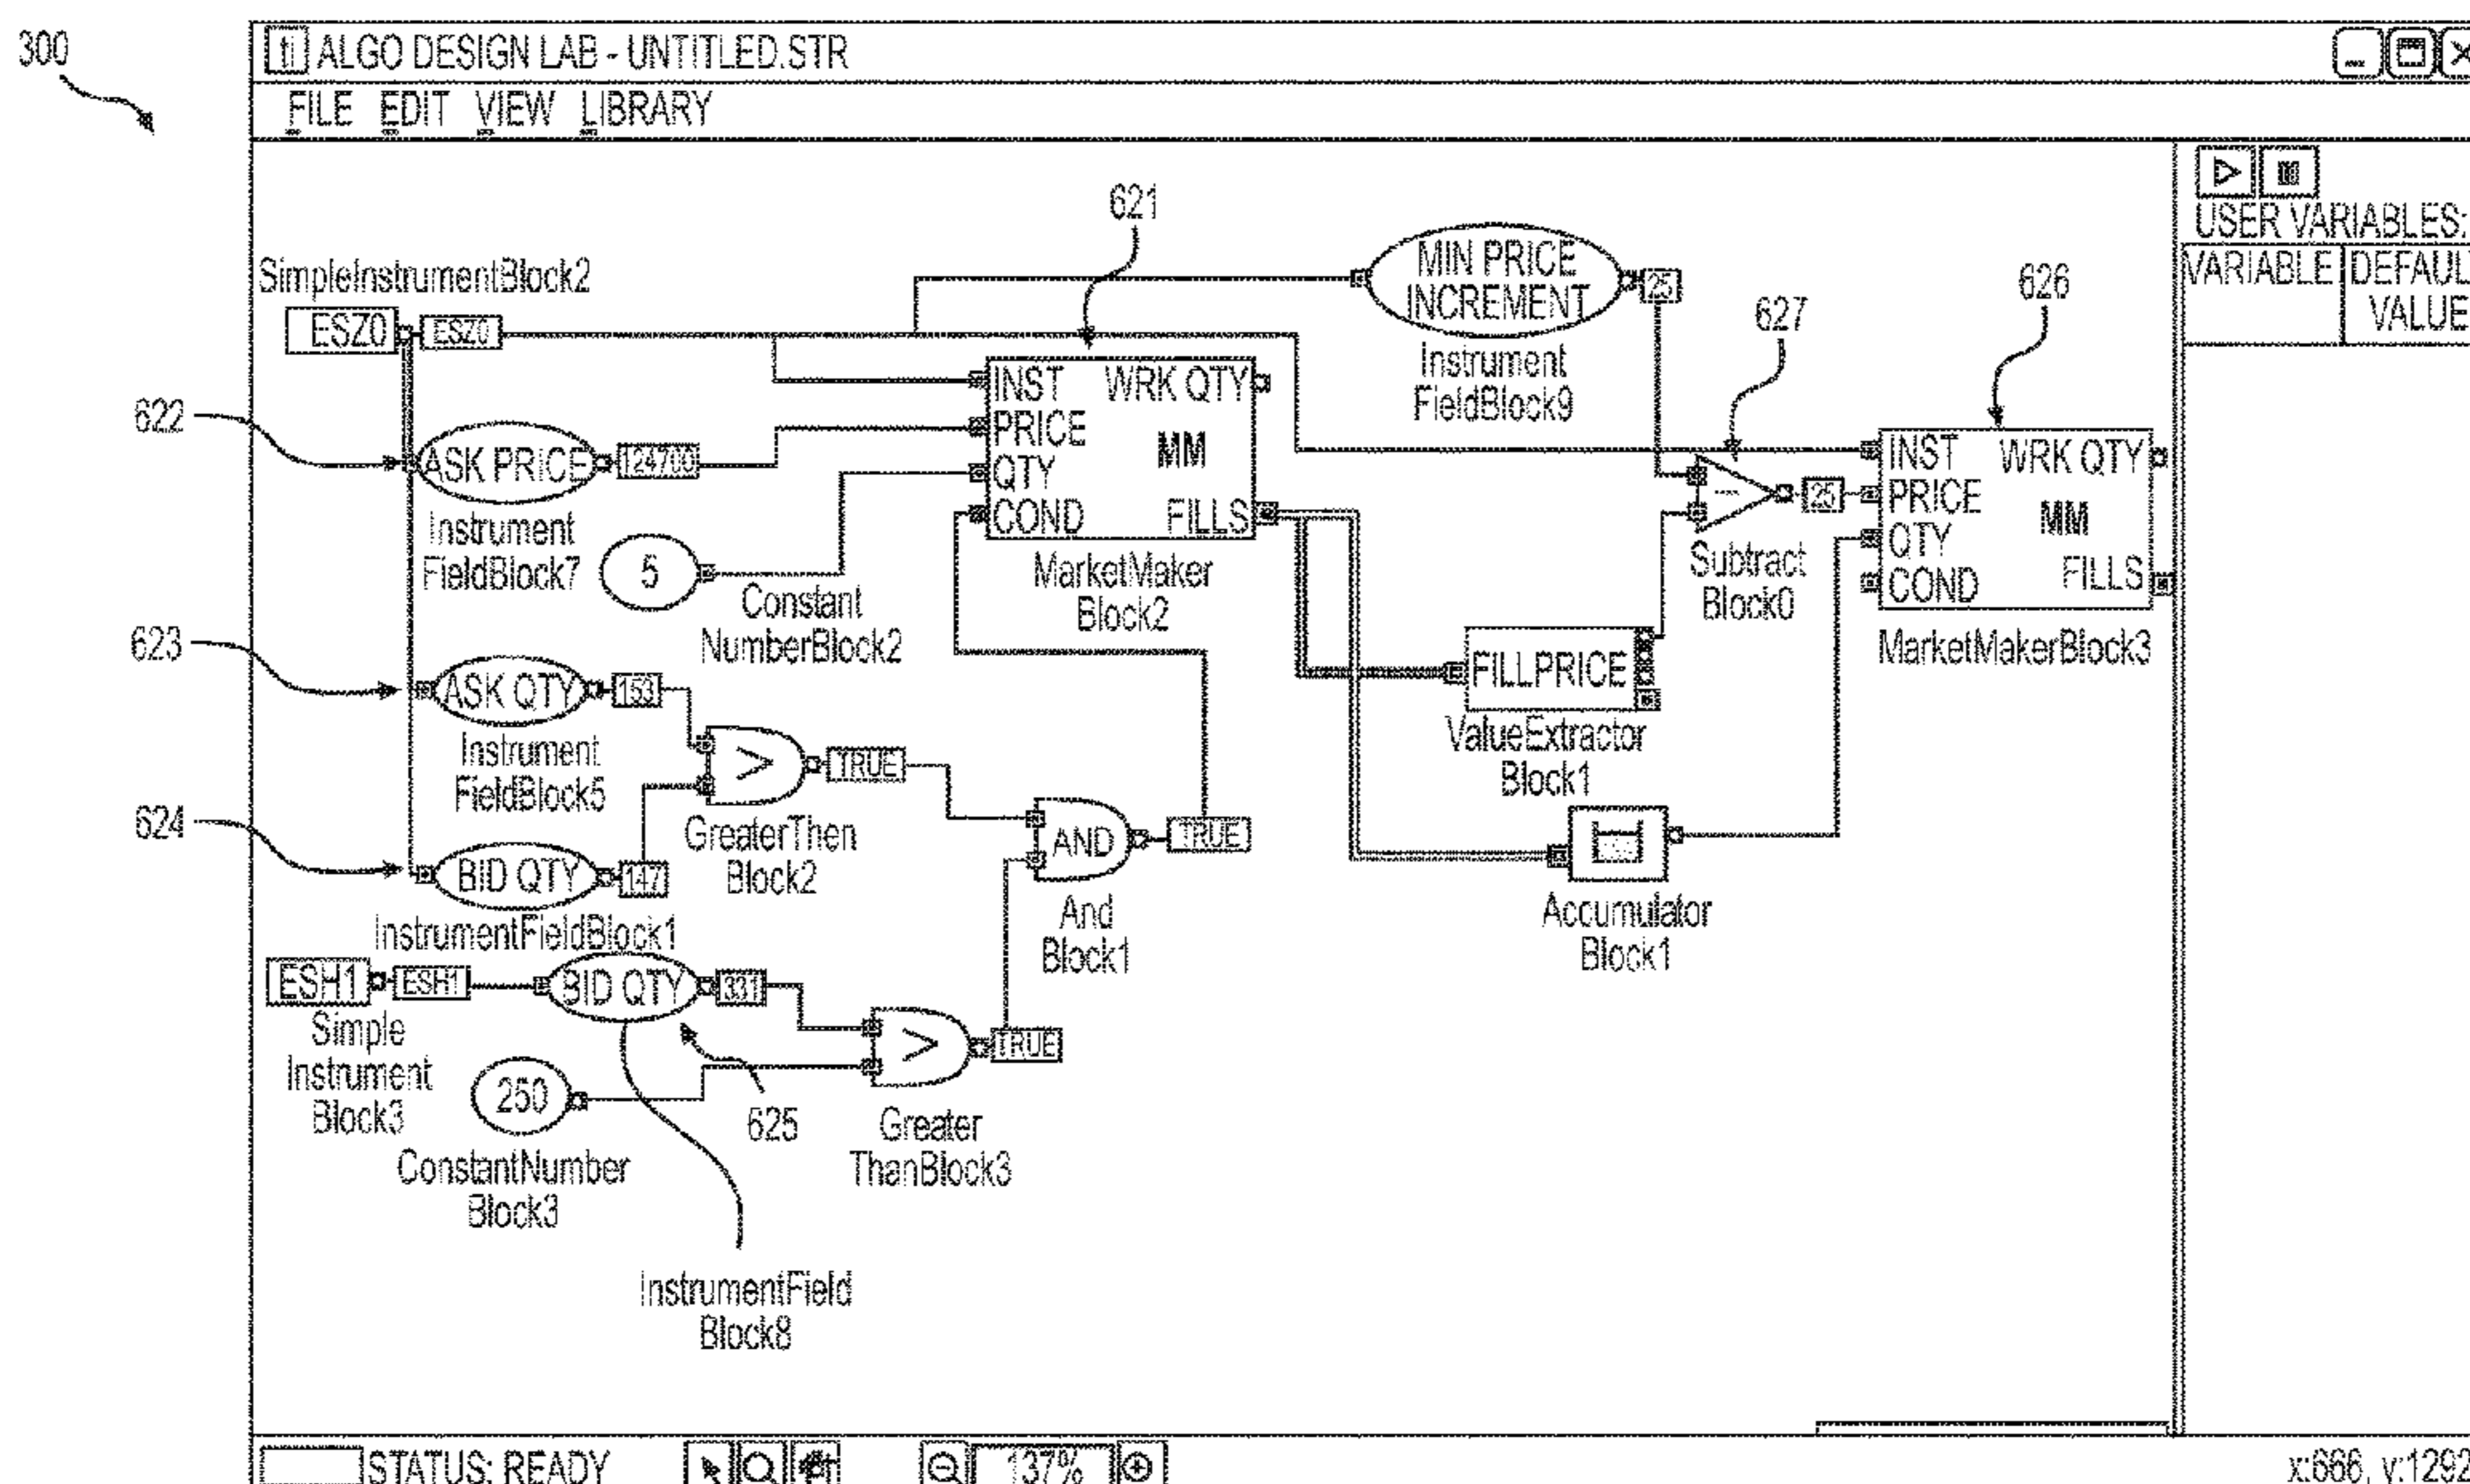 300
ti ALGO DESIGN LAB - UNTITLED.STR
FILE EDIT VIEW LIBRARY
621
626
627
USER VARIABLES:
VARIABLE
DEFAULT
VALUE
SimpleInstrumentBlock2
ESZ0
ESZ0
MIN PRICE
INCREMENT
25
Instrument
FieldBlock9
622
ASK PRICE
124700
Instrument
FieldBlock7
5
Constant
NumberBlock2
INST WRK QTY
PRICE
MM
QTY
COND FILLS
MarketMaker
Block2
-
25
Subtract
Block0
INST WRK QTY
PRICE
MM
QTY
COND FILLS
MarketMakerBlock3
623
ASK QTY
153
Instrument
FieldBlock5
>
TRUE
GreaterThen
Block2
FILLPRICE
ValueExtractor
Block1
624
BID QTY
147
InstrumentFieldBlock1
AND
TRUE
And
Block1
Accumulator
Block1
ESH1
ESH1
Simple
Instrument
Block3
BID QTY
331
>
TRUE
250
625
Greater
ThanBlock3
ConstantNumber
Block3
InstrumentField
Block8
STATUS: READY
137%
x:666, y:1292